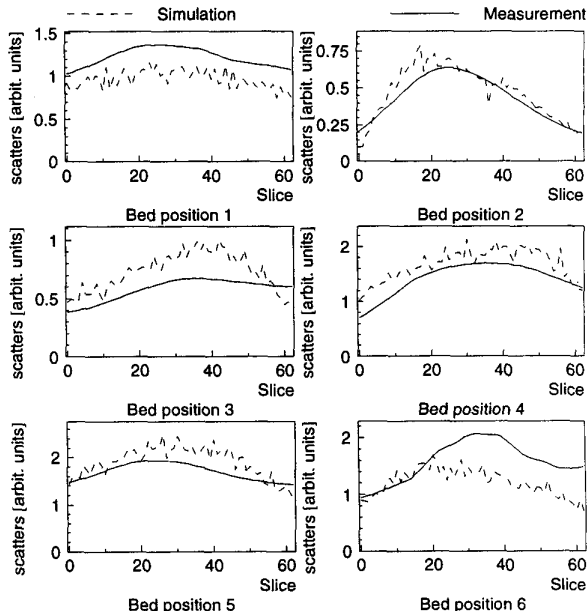 Simulation
Measurement
scatters [arbit. units]
1.5
1
0.5
0
0 20 40 60
Slice
Bed position 1
scatters [arbit. units]
0.75
0.5
0.25
0
0 20 40 60
Slice
Bed position 2
scatters [arbit. units]
1
0.5
0
0 20 40 60
Slice
Bed position 3
scatters [arbit. units]
2
1
0
0 20 40 60
Slice
Bed position 4
scatters [arbit. units]
2
1
0
0 20 40 60
Slice
Bed position 5
scatters [arbit. units]
2
1
0
0 20 40 60
Slice
Bed position 6